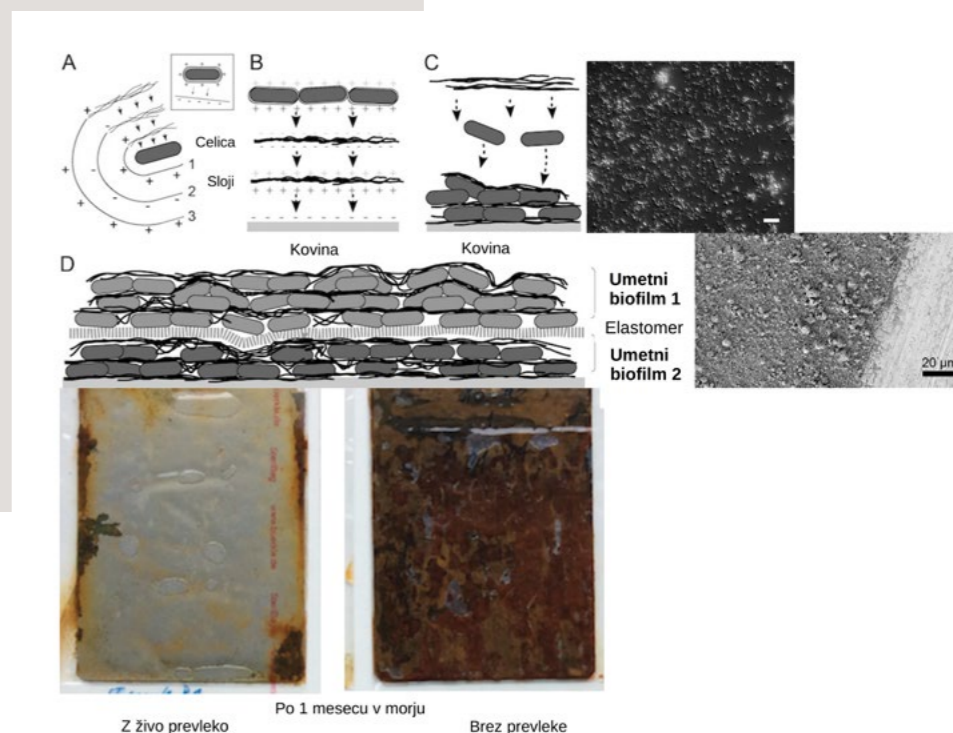 A
B
C
Celica
1
Sloji
2
3
Kovina
Kovina
D
Umetni
biofilm 1
Elastomer
Umetni
biofilm 2
20 µm
Po 1 mesecu v morju
Z živo prevleko
Brez prevleke